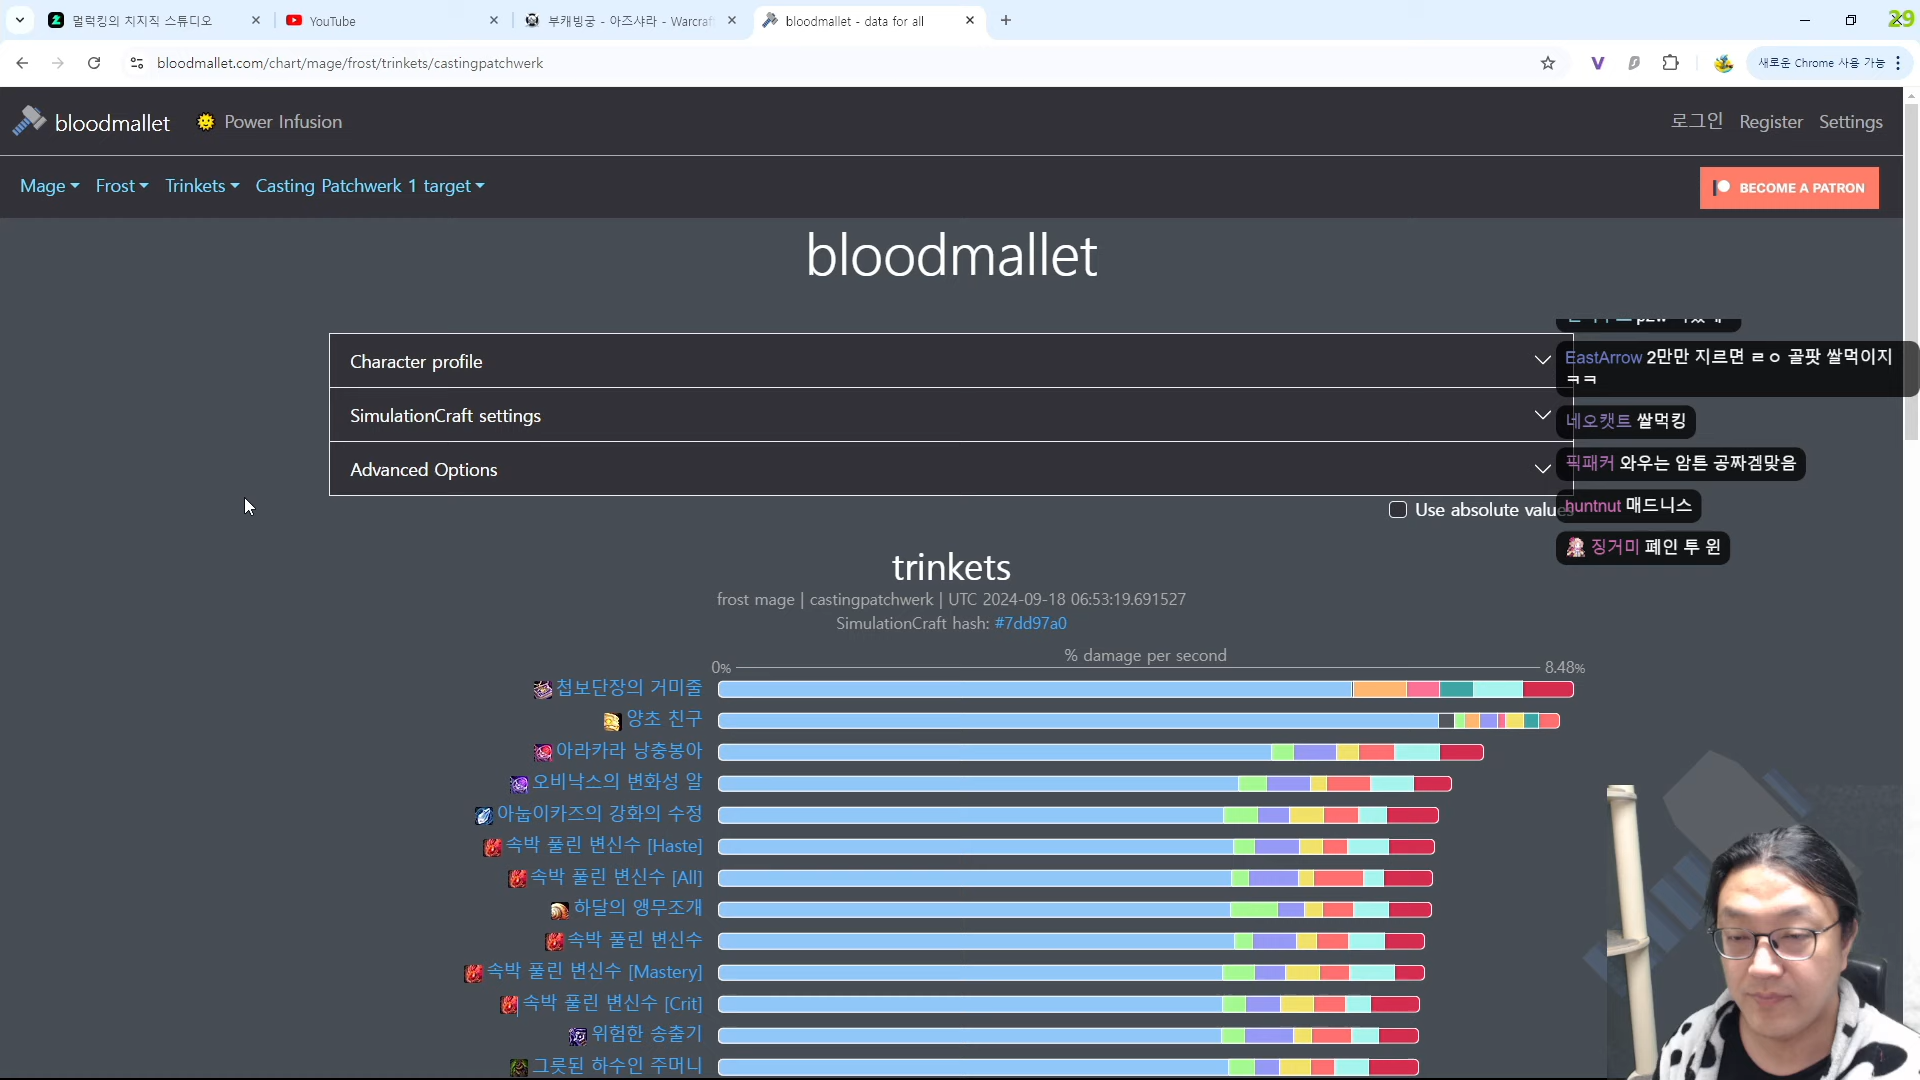 멀럭킹의 치지직 스튜디오
YouTube
부캐빙궁 - 아즈샤라 - Warcraf
bloodmallet - data for all
29
bloodmallet.com/chart/mage/frost/trinkets/castingpatchwerk
새로운 Chrome 사용 가능
bloodmallet
Power Infusion
로그인 Register Settings
Mage Frost Trinkets Casting Patchwerk 1 target
BECOME A PATRON
bloodmallet
Character profile
SimulationCraft settings
Advanced Options
Use absolute values
EastArrow 2만만 지르면 ㄹㅇ 골팟 쌀먹이지
ㅋㅋ
네오캣트 쌀먹킹
픽패커 와우는 암튼 공짜겜맞음
huntnut 매드니스
징거미 폐인 투 윈
trinkets
frost mage | castingpatchwerk | UTC 2024-09-18 06:53:19.691527
SimulationCraft hash: #7dd97a0
% damage per second
0% 8.48%
첩보단장의 거미줄
양초 친구
아라카라 낭충봉아
오비낙스의 변화성 알
아눕이카즈의 강화의 수정
속박 풀린 변신수 [Haste]
속박 풀린 변신수 [All]
하달의 앵무조개
속박 풀린 변신수
속박 풀린 변신수 [Mastery]
속박 풀린 변신수 [Crit]
위험한 송출기
그릇된 하수인 주머니